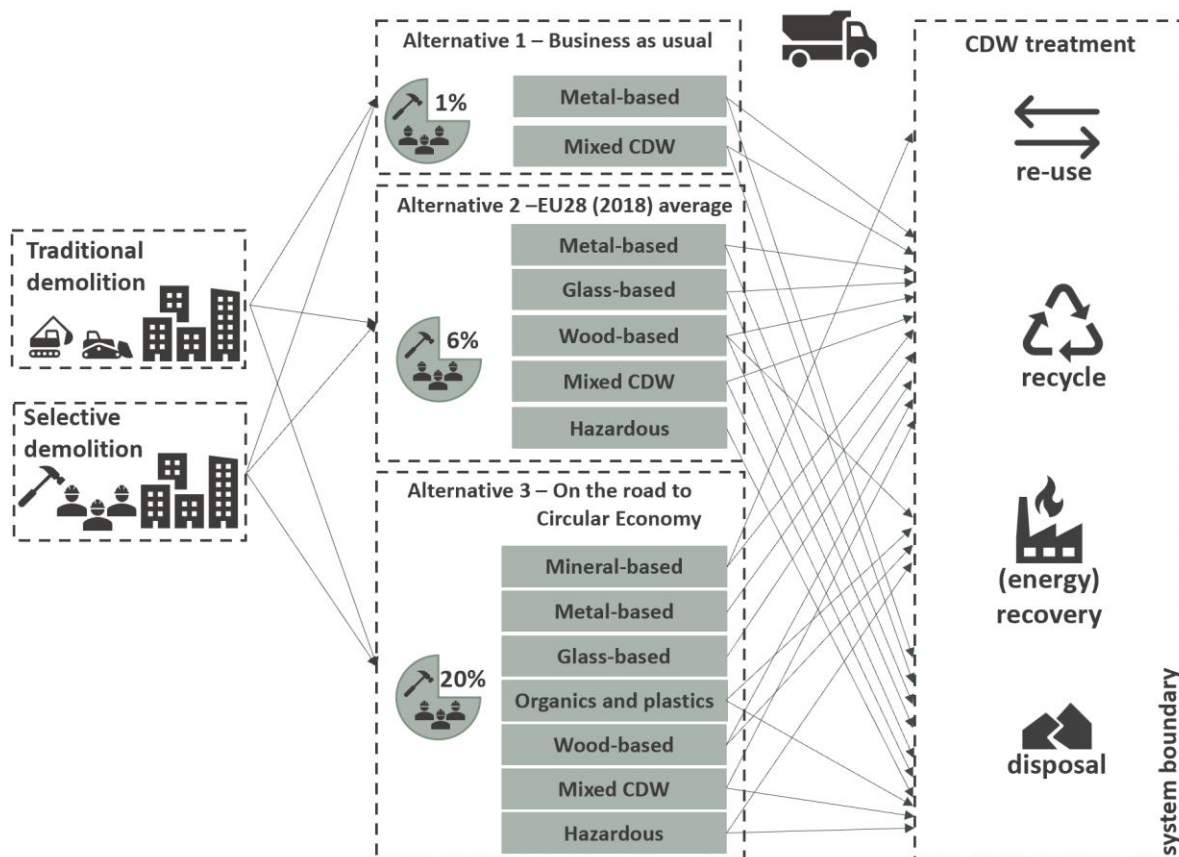 Traditional
demolition
Selective
demolition
Alternative 1 – Business as usual
1%
Metal-based
Mixed CDW
Alternative 2 –EU28 (2018) average
6%
Metal-based
Glass-based
Wood-based
Mixed CDW
Hazardous
Alternative 3 – On the road to
Circular Economy
20%
Mineral-based
Metal-based
Glass-based
Organics and plastics
Wood-based
Mixed CDW
Hazardous
CDW treatment
re-use
recycle
(energy)
recovery
disposal
system boundary